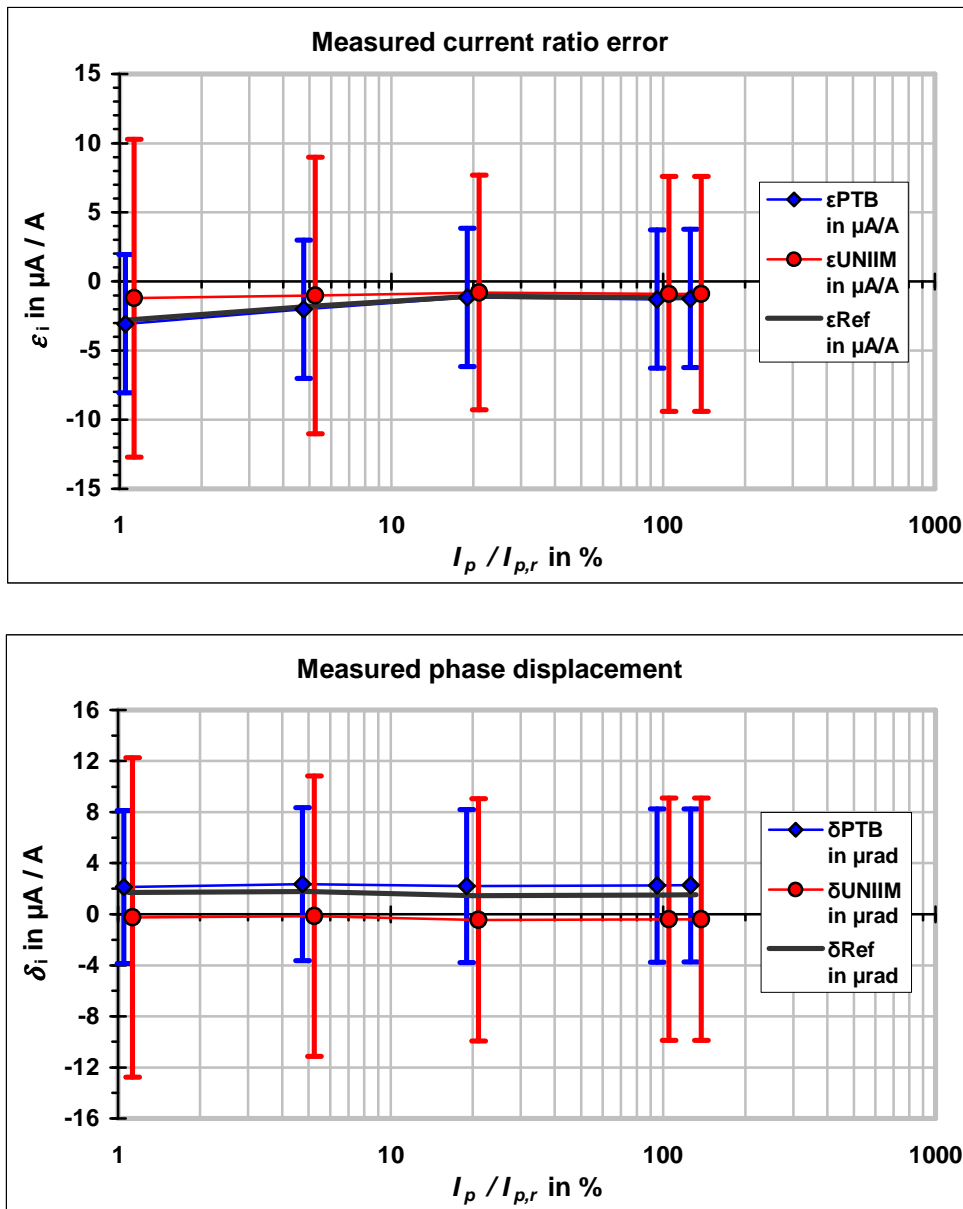 Measured current ratio error
15
10
5
0
-5
-10
-15
εi in µA / A
1 10 100 1000
Ip / Ip,r in %
εPTB
in µA/A
εUNIIM
in µA/A
εRef
in µA/A
Measured phase displacement
16
12
8
4
0
-4
-8
-12
-16
δi in µA / A
1 10 100 1000
Ip / Ip,r in %
δPTB
in µrad
δUNIIM
in µrad
δRef
in µrad